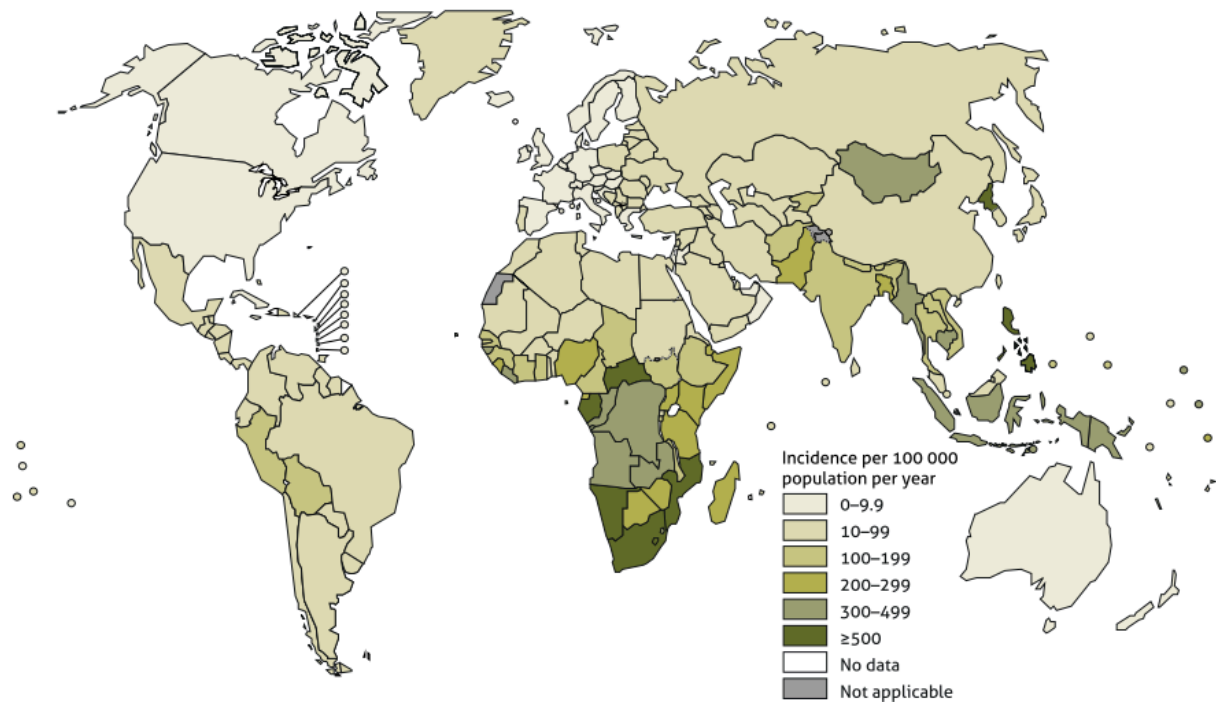 Incidence per 100 000
population per year
0–9.9
10–99
100–199
200–299
300–499
≥500
No data
Not applicable